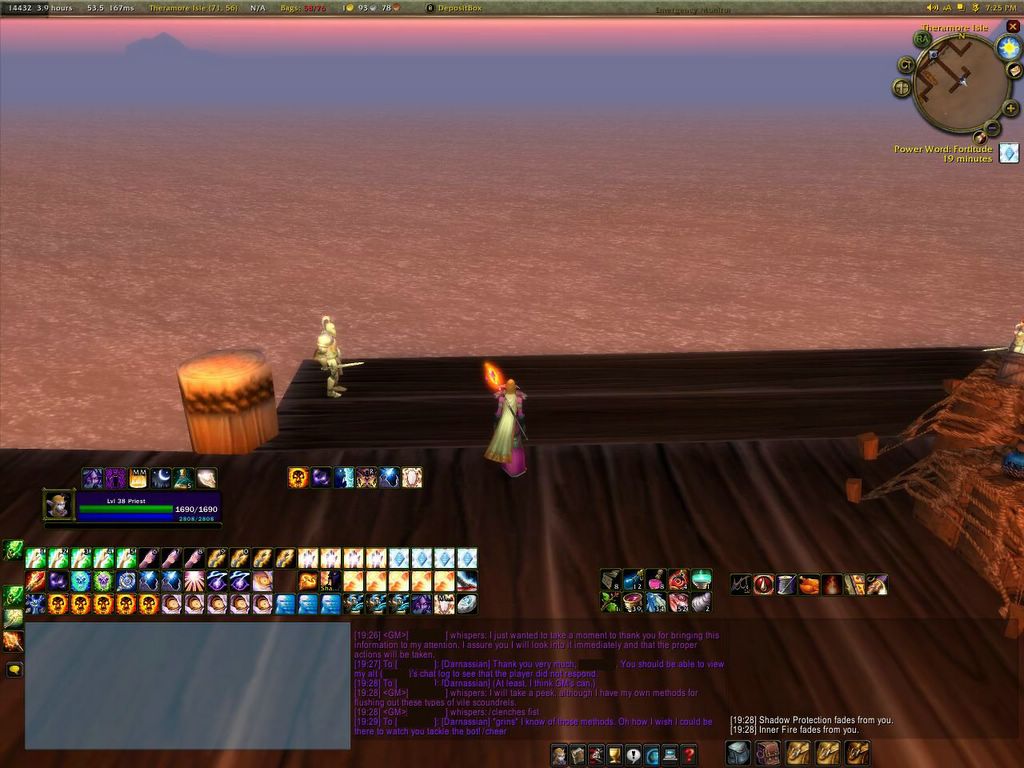 14432 3.9 hours 53.5 167ms Theramore Isle (71, 56) N/A Bags: 58/76 1 93 78 DepositBox Emergency Monitor 7:25 PM
Theramore Isle
N
Power Word: Fortitude
19 minutes
Lvl 38 Priest
1690/1690
2808/2808
[19:26] <GM>[ ] whispers: I just wanted to take a moment to thank you for bringing this
information to my attention. I assure you I will look into it immediately and that the proper
actions will be taken.
[19:27] To [ ]: [Darnassian] Thank you very much, . You should be able to view
my alt ( )'s chat log to see that the player did not respond.
[19:28] To [ ]: [Darnassian] (At least, I think GM's can.)
[19:28] <GM>[ ] whispers: I will take a peek, although I have my own methods for
flushing out these types of vile scoundrels.
[19:28] <GM>[ ] whispers: /clenches fist
[19:29] To [ ]: [Darnassian] *grins* I know of those methods. Oh how I wish I could be
there to watch you tackle the bot! /cheer
[19:28] Shadow Protection fades from you.
[19:28] Inner Fire fades from you.